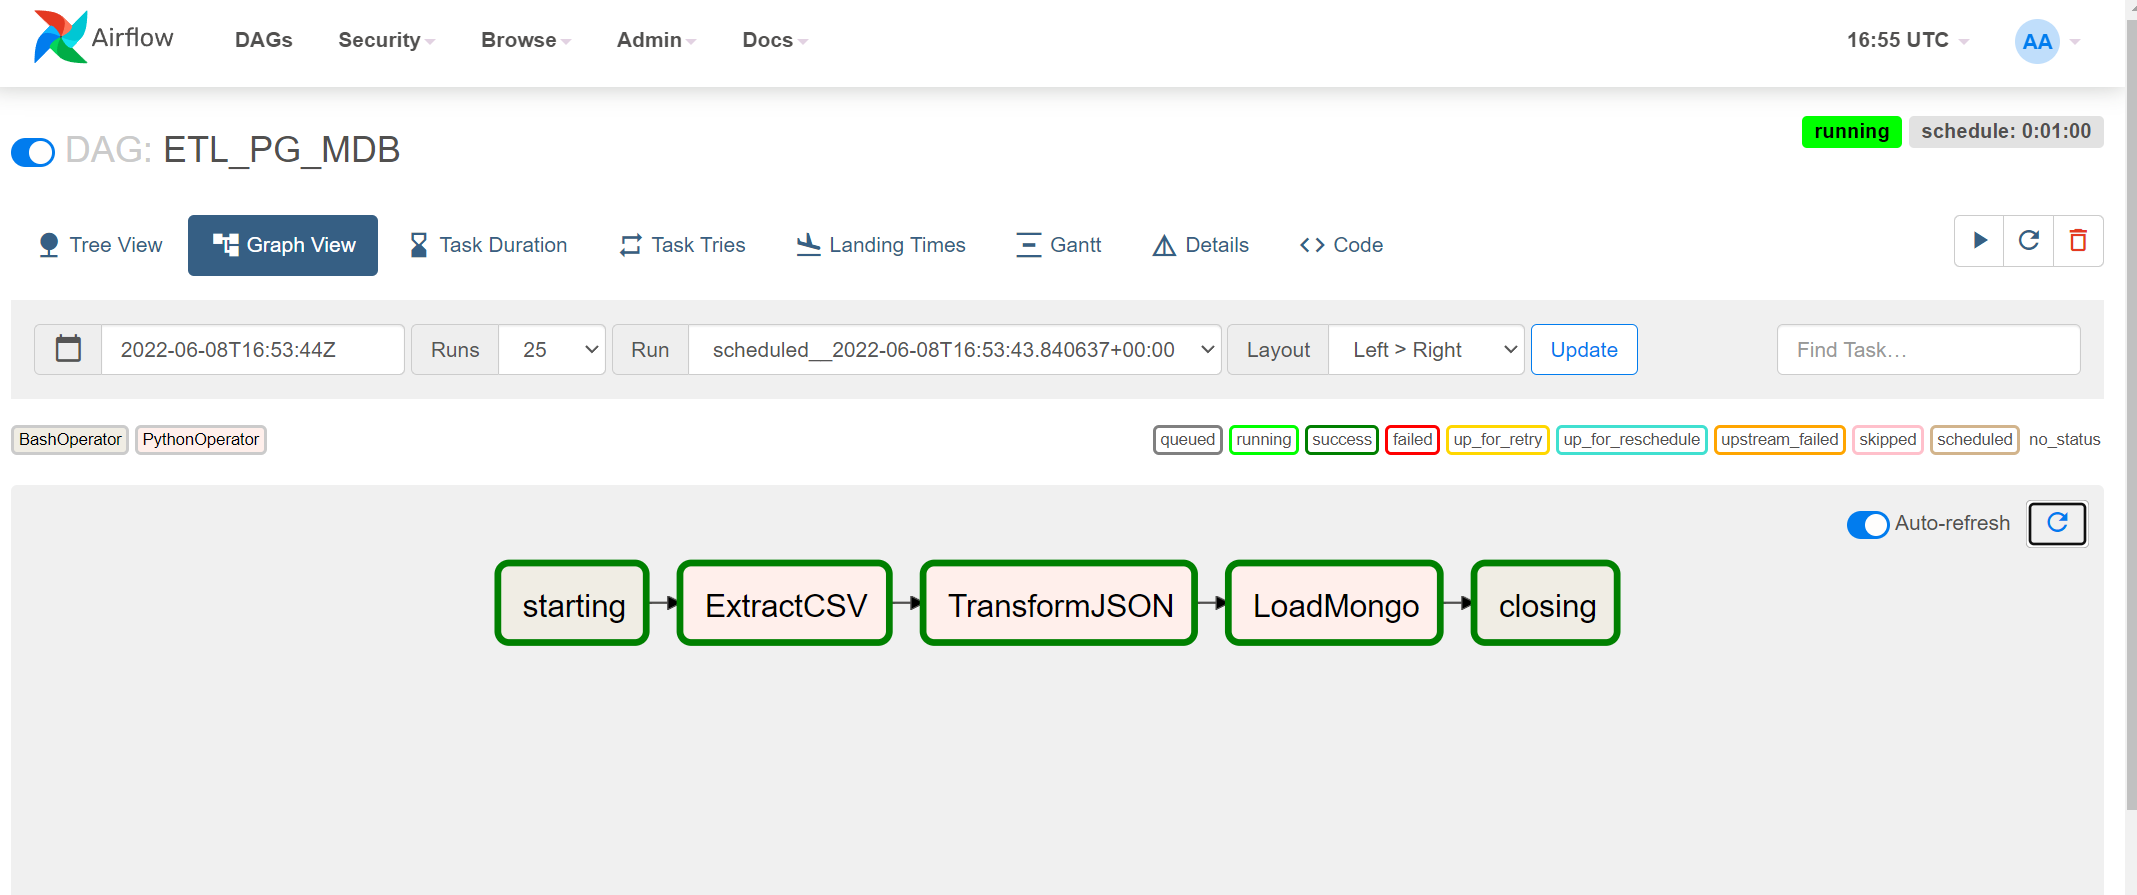 Airflow DAGs Security Browse Admin Docs 16:55 UTC AA
DAG: ETL_PG_MDB running schedule: 0:01:00
Tree View Graph View Task Duration Task Tries Landing Times Gantt Details Code
2022-06-08T16:53:44Z Runs 25 Run scheduled__2022-06-08T16:53:43.840637+00:00 Layout Left > Right Update Find Task…
BashOperator PythonOperator queued running success failed up_for_retry up_for_reschedule upstream_failed skipped scheduled no_status
Auto-refresh
starting ExtractCSV TransformJSON LoadMongo closing